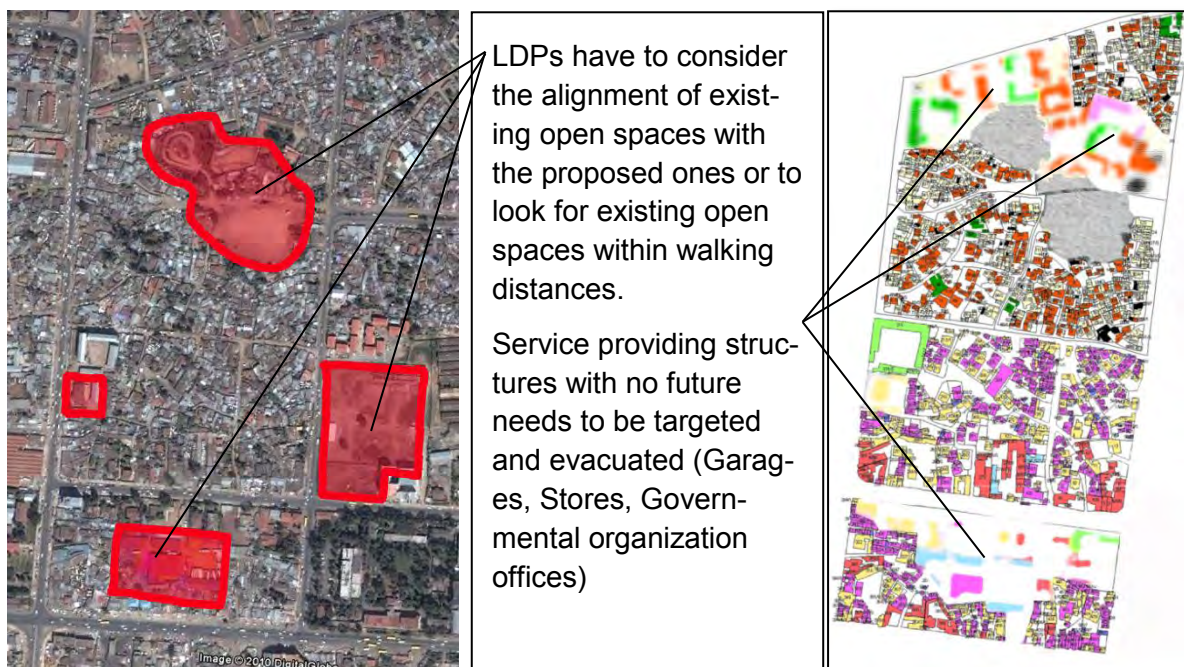 LDPs have to consider
the alignment of exist-
ing open spaces with
the proposed ones or to
look for existing open
spaces within walking
distances.
Service providing struc-
tures with no future
needs to be targeted
and evacuated (Garag-
es, Stores, Govern-
mental organization
offices)
Image © 2010 DigitalGlobe